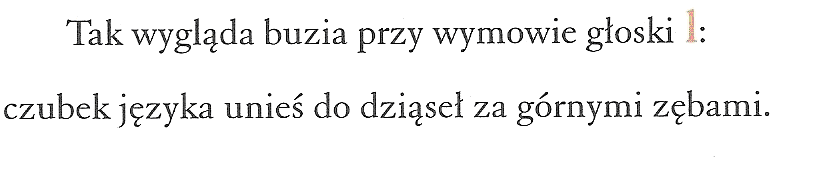 Tak wygląda buzia przy wymowie głoski l:
czubek języka unieś do dziąseł za górnymi zębami.